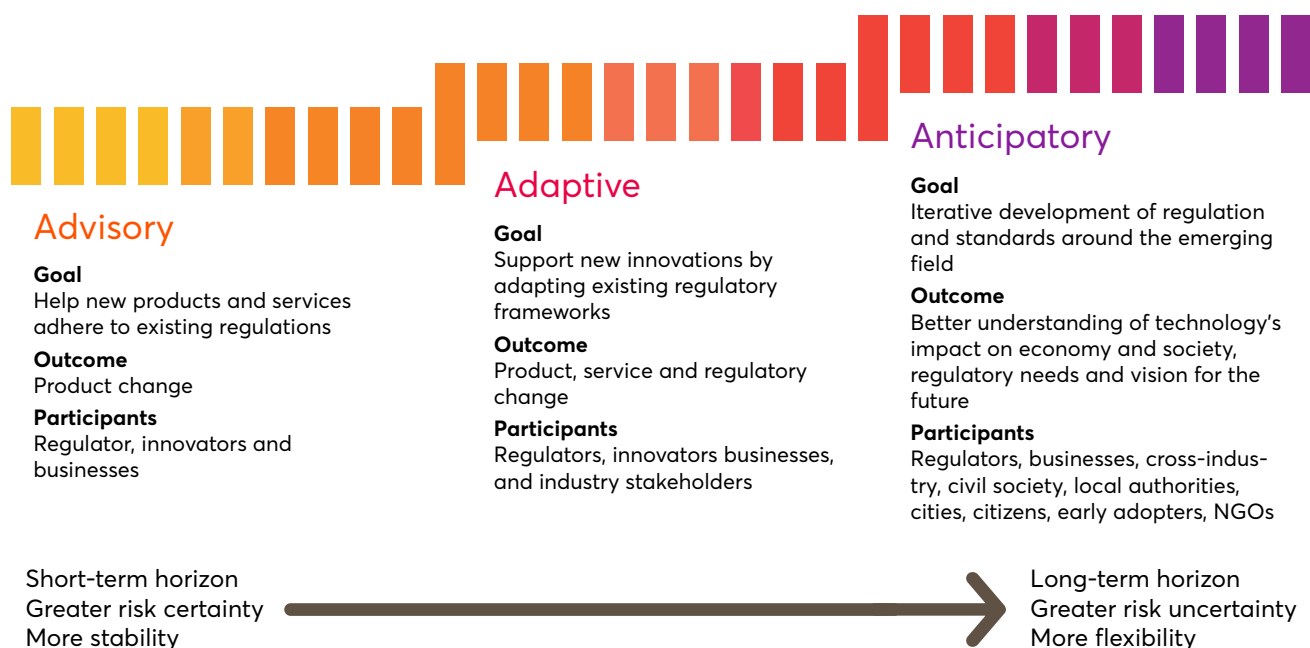 Advisory
Goal
Help new products and services
adhere to existing regulations
Outcome
Product change
Participants
Regulator, innovators and
businesses
Adaptive
Goal
Support new innovations by
adapting existing regulatory
frameworks
Outcome
Product, service and regulatory
change
Participants
Regulators, innovators businesses,
and industry stakeholders
Anticipatory
Goal
Iterative development of regulation
and standards around the emerging
field
Outcome
Better understanding of technology’s
impact on economy and society,
regulatory needs and vision for the
future
Participants
Regulators, businesses, cross-indus-
try, civil society, local authorities,
cities, citizens, early adopters, NGOs
Short-term horizon
Greater risk certainty
More stability
Long-term horizon
Greater risk uncertainty
More flexibility